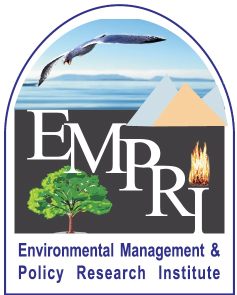 EMPRI
Environmental Management &
Policy Research Institute